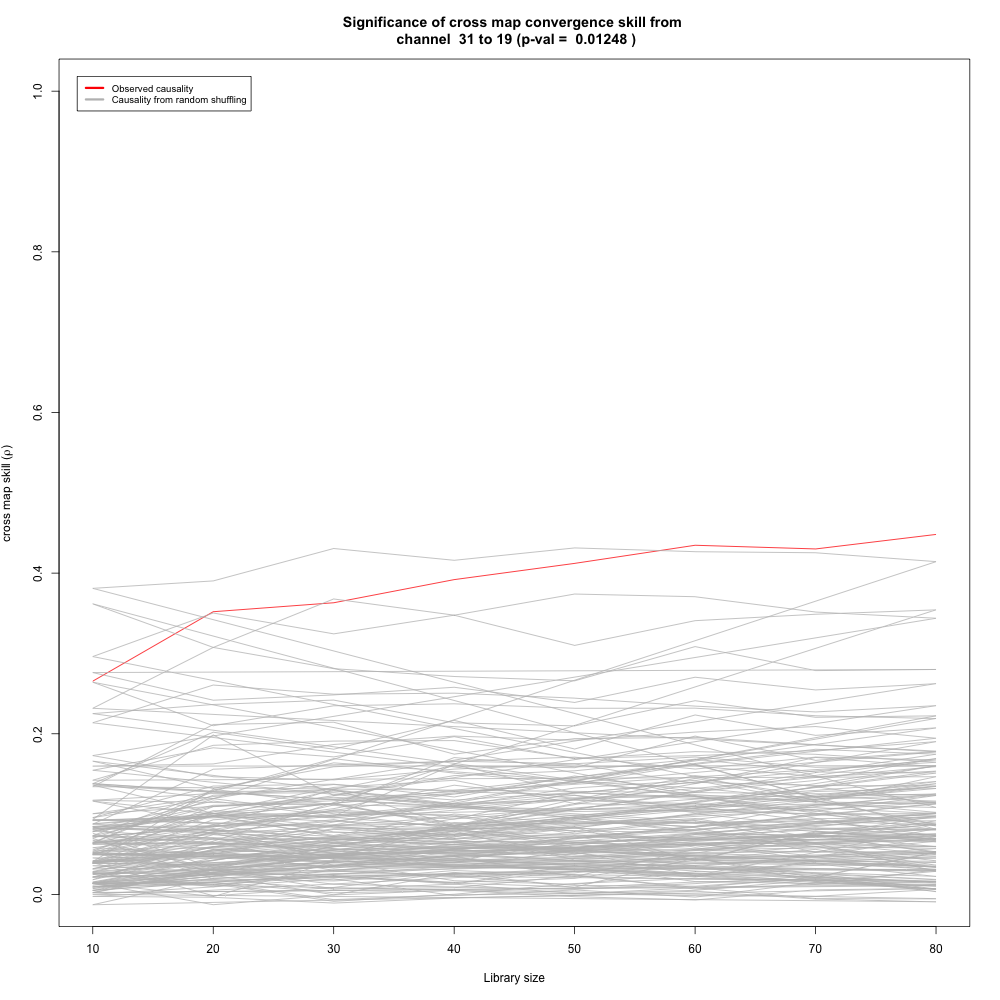 Significance of cross map convergence skill from
channel  31 to 19 (p-val =  0.01248 )
Observed causality
Causality from random shuffling
1.0
0.8
0.6
0.4
0.2
0.0
cross map skill (ρ)
10 20 30 40 50 60 70 80
Library size